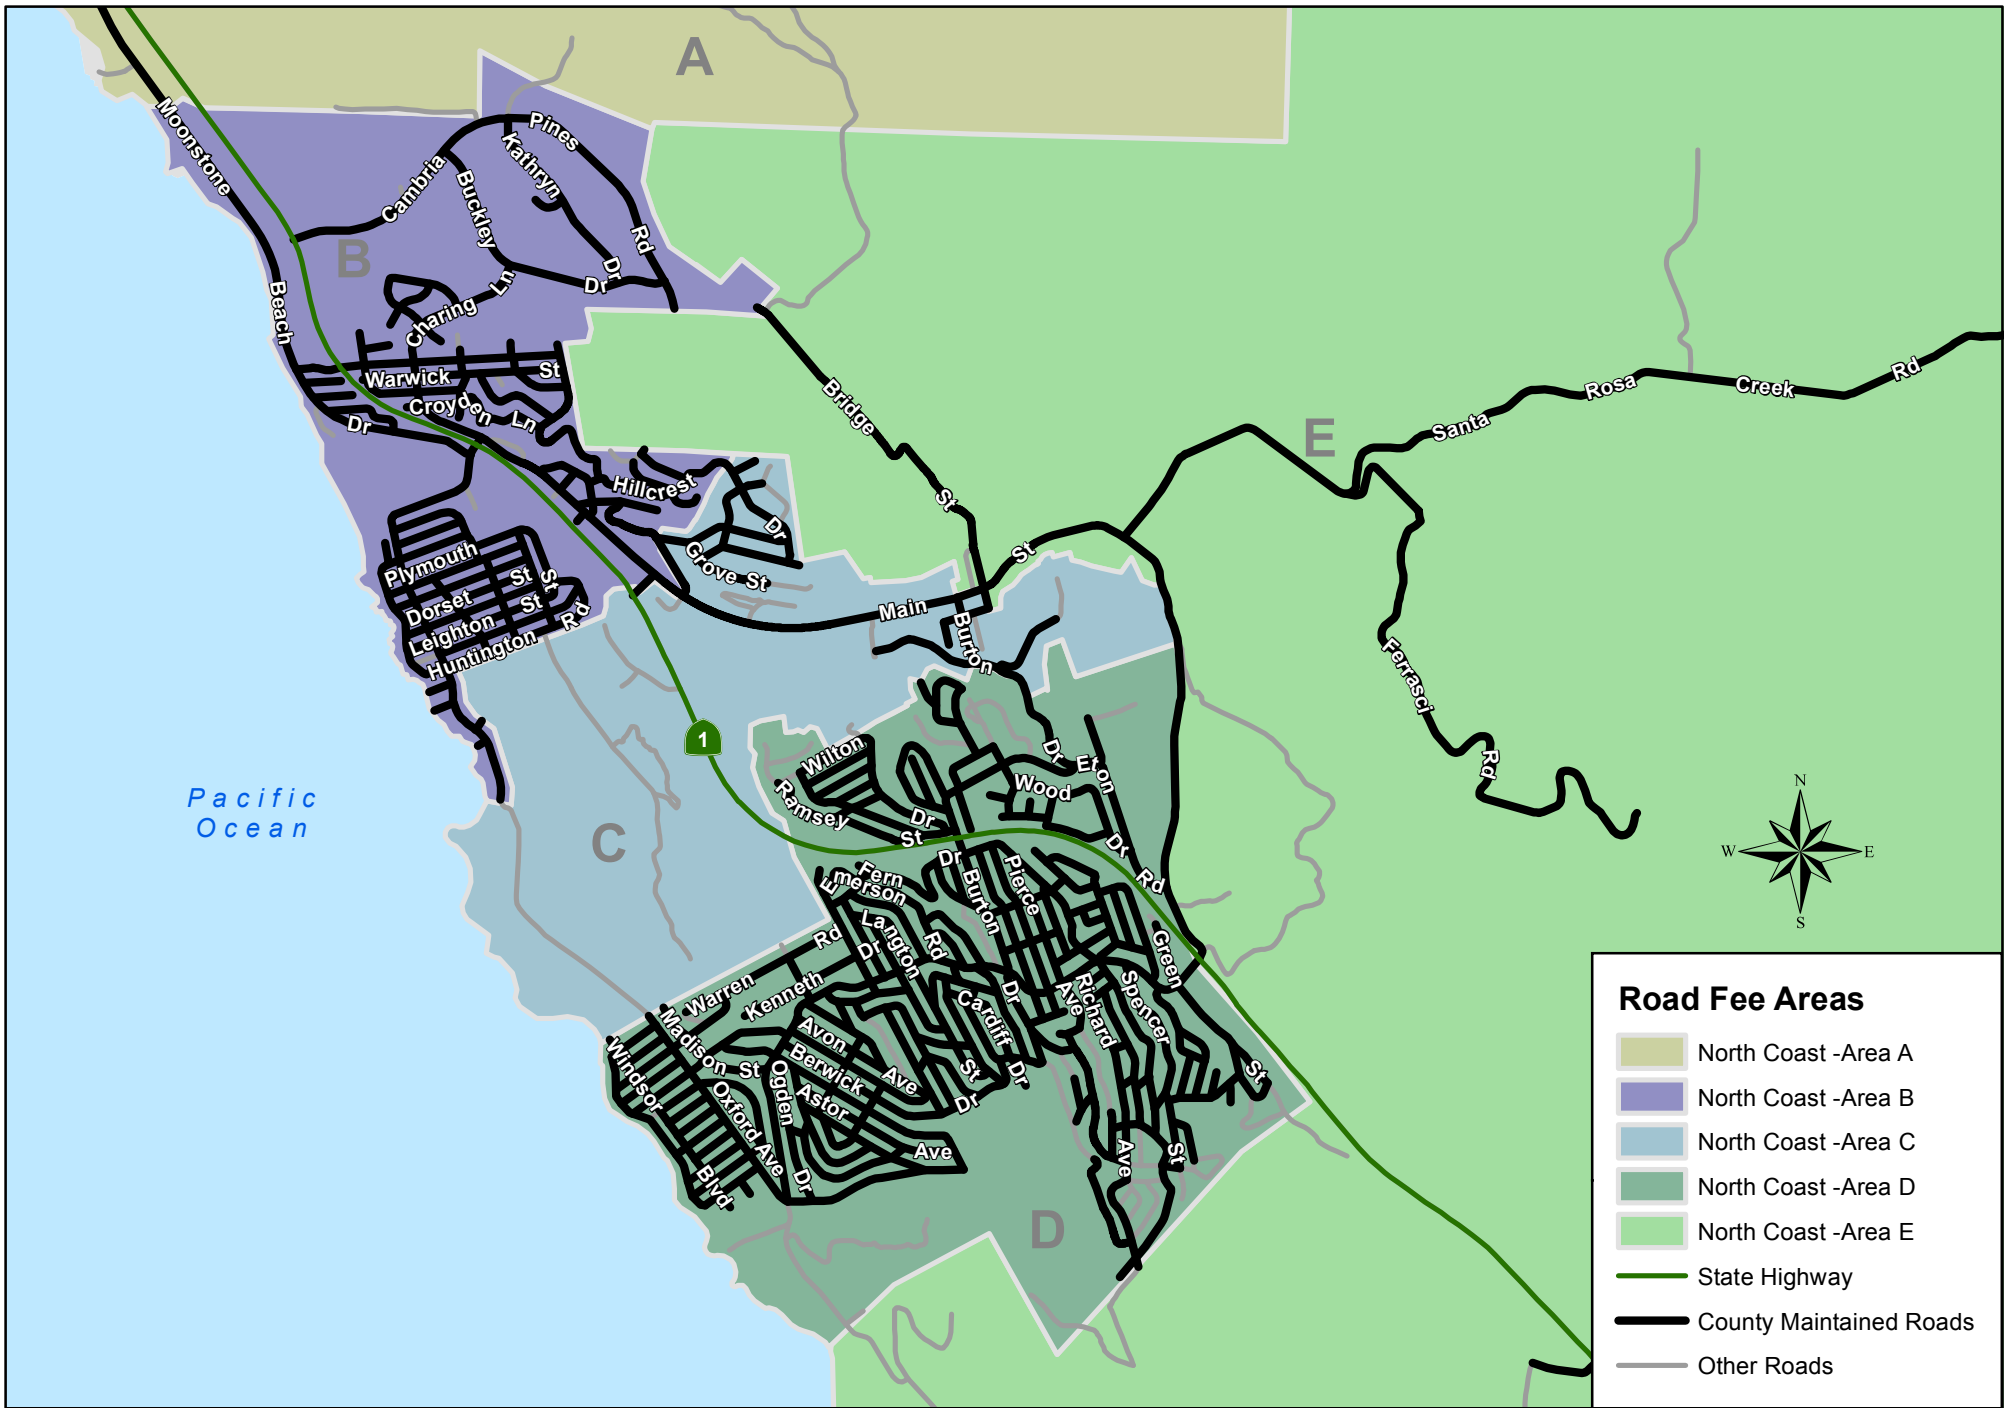 A
Moonstone
Pines
Kathryn
Cambria
Buckley
Rd
B
Dr
Ln
Dr
Beach
Charing
Warwick
St
Croyden
Ln
Dr
Bridge
St
E
Santa
Rosa
Creek
Rd
Hillcrest
Dr
Grove St
St
Main
Burton
Plymouth
St
St
Dorset
St
Leighton
Rd
Huntington
Ferrasci
Rd
1
Wilton
Dr
Eton
Wood
Ramsey
Dr
St
Dr
Rd
Pacific
Ocean
C
N
W
E
S
Fern
Dr
Emerson
Burton
Pierce
Langton
Rd
Rd
Dr
Green
Warren
Kenneth
Cardiff
Dr
Ave
Richard
Spencer
Madison
St
Avon
Berwick
Ave
St
Dr
Dr
St
Windsor
Oxford
Ave
Ogden
Astor
Ave
Dr
Blvd
Ave
St
D
Road Fee Areas
North Coast -Area A
North Coast -Area B
North Coast -Area C
North Coast -Area D
North Coast -Area E
State Highway
County Maintained Roads
Other Roads